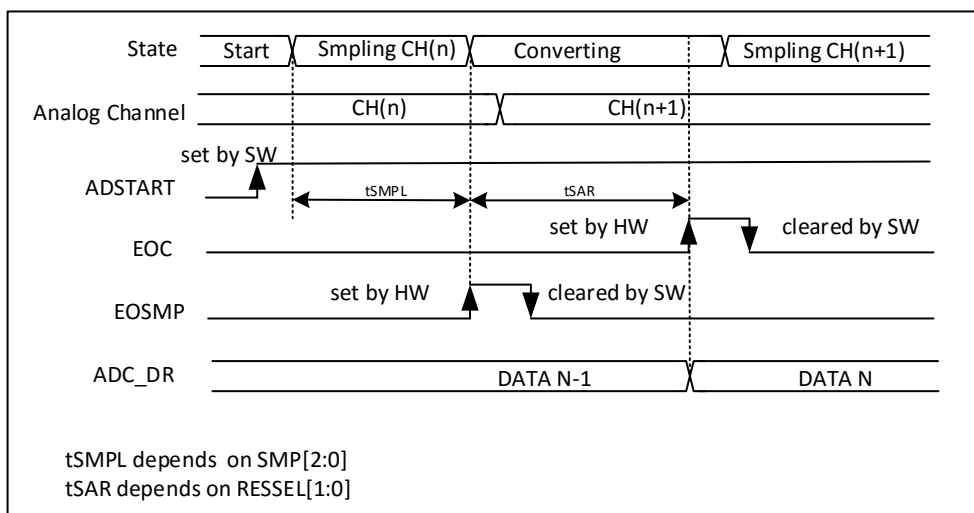 State Start Smpling CH(n) Converting Smpling CH(n+1)
Analog Channel CH(n) CH(n+1)
set by SW
ADSTART tSMPL tSAR
set by HW cleared by SW
EOC
set by HW cleared by SW
EOSMP
ADC_DR DATA N-1 DATA N
tSMPL depends on SMP[2:0]
tSAR depends on RESSEL[1:0]